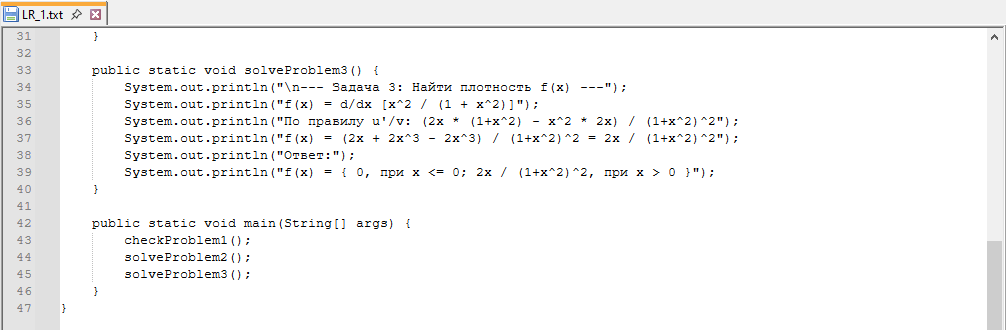 LR_1.txt
31 }
32
33 public static void solveProblem3() {
34 System.out.println("\n--- Задача 3: Найти плотность f(x) ---");
35 System.out.println("f(x) = d/dx [x^2 / (1 + x^2)]");
36 System.out.println("По правилу u'/v: (2x * (1+x^2) - x^2 * 2x) / (1+x^2)^2");
37 System.out.println("f(x) = (2x + 2x^3 - 2x^3) / (1+x^2)^2 = 2x / (1+x^2)^2");
38 System.out.println("Ответ:");
39 System.out.println("f(x) = { 0, при x <= 0; 2x / (1+x^2)^2, при x > 0 }");
40 }
41
42 public static void main(String[] args) {
43 checkProblem1();
44 solveProblem2();
45 solveProblem3();
46 }
47 }